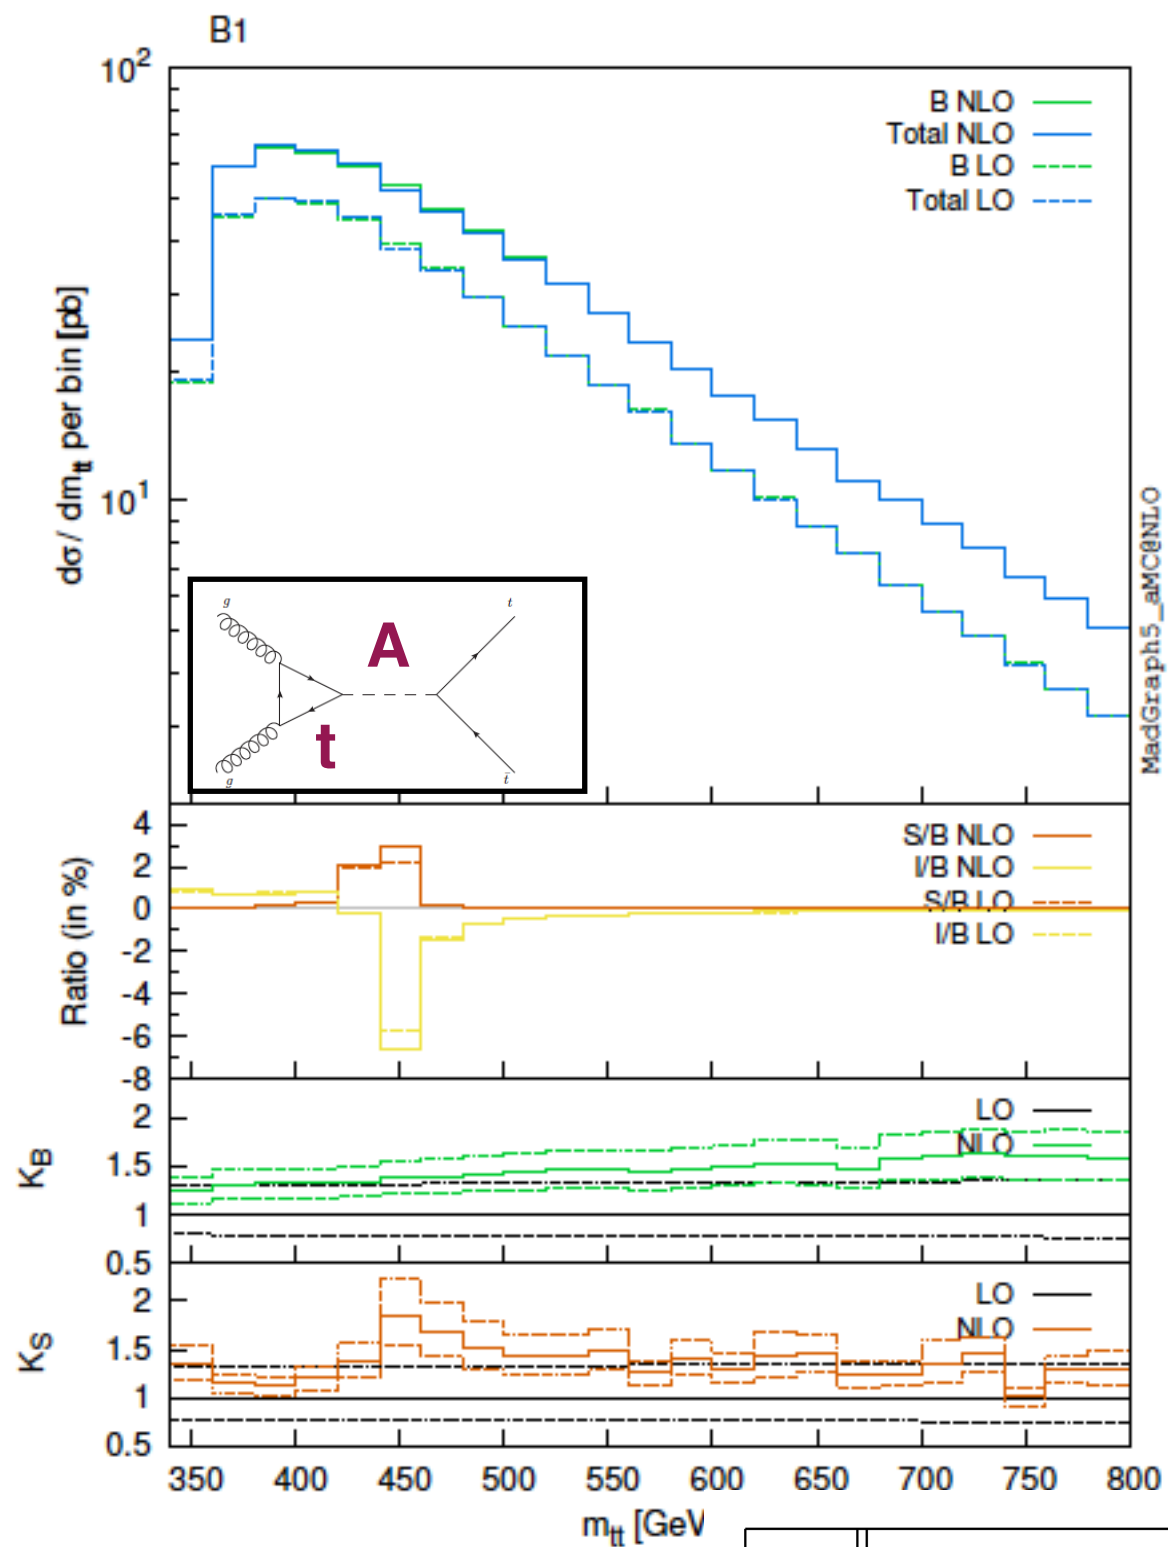 B1
10²
B NLO
Total NLO
B LO
Total LO
dσ / dm_tt per bin [pb]
10¹
MadGraph5_aMC@NLO
g
t
A
t
g
t̄
4
2
0
-2
-4
-6
-8
Ratio (in %)
S/B NLO
I/B NLO
S/B LO
I/B LO
2
1.5
1
0.5
K_B
LO
NLO
2
1.5
1
0.5
K_S
LO
NLO
350 400 450 500 550 600 650 700 750 800
m_tt [GeV